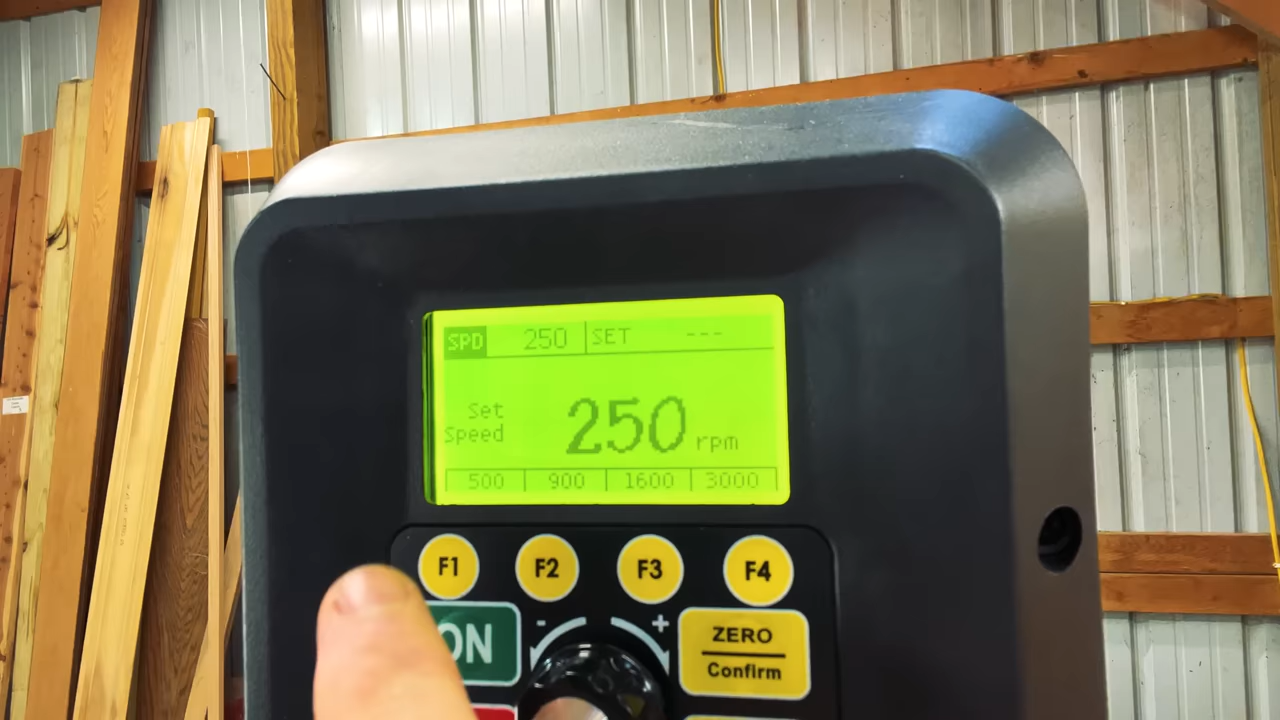 SPD 250 SET ---
Set
Speed
250 rpm
500 900 1600 3000
F1 F2 F3 F4
ON
- +
ZERO
Confirm